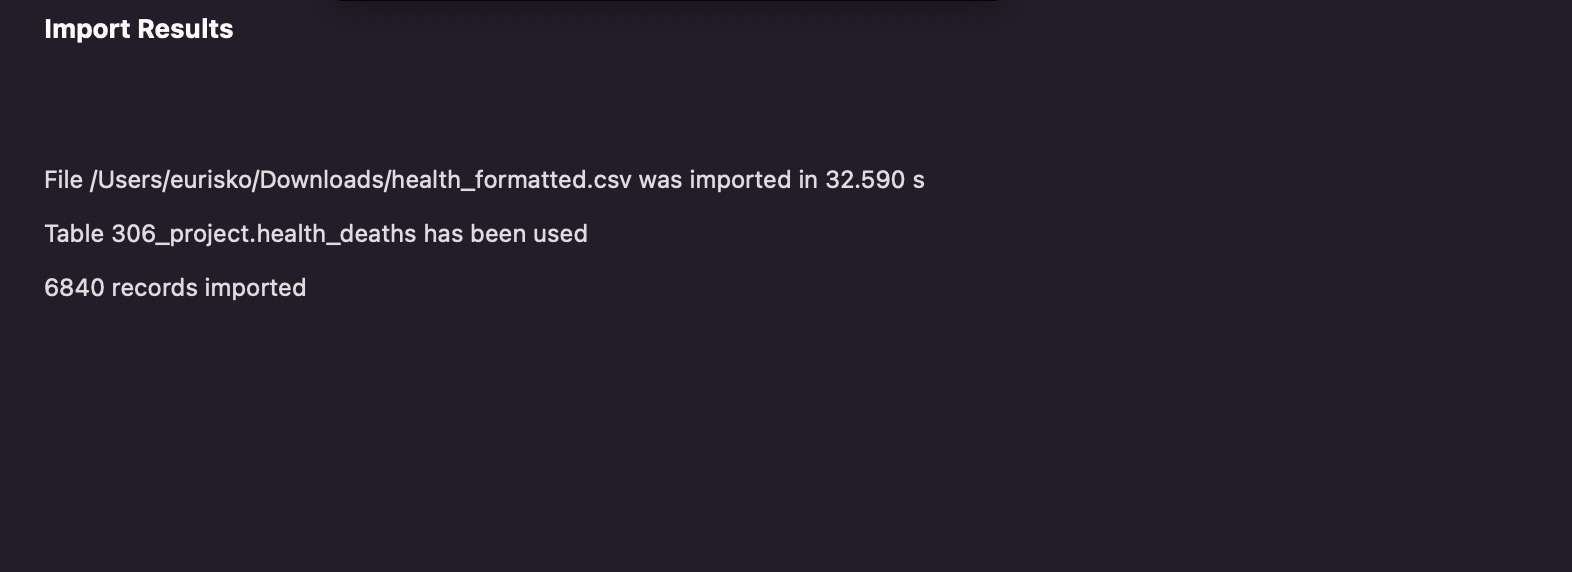 Import Results
File /Users/eurisko/Downloads/health_formatted.csv was imported in 32.590 s
Table 306_project.health_deaths has been used
6840 records imported